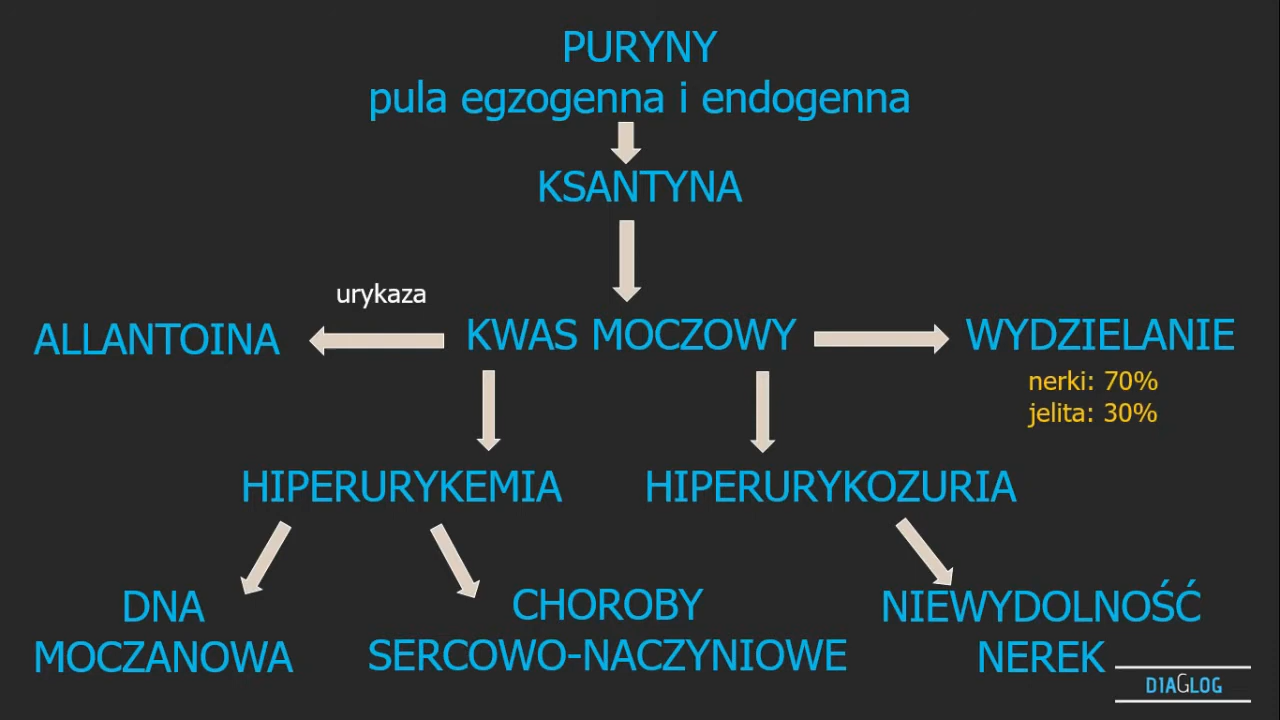 PURYNY
pula egzogenna i endogenna
KSANTYNA
urykaza
ALLANTOINA
KWAS MOCZOWY
WYDZIELANIE
nerki: 70%
jelita: 30%
HIPERURYKEMIA
HIPERURYKOZURIA
DNA
MOCZANOWA
CHOROBY
SERCOWO-NACZYNIOWE
NIEWYDOLNOŚĆ
NEREK
DIAGLOG